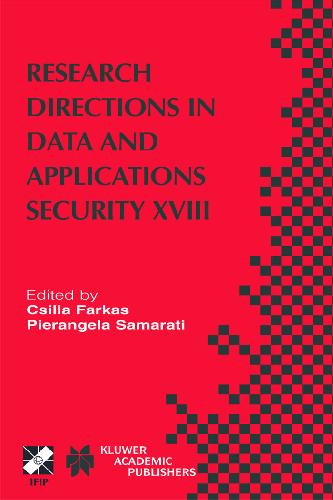 RESEARCH
DIRECTIONS IN
DATA AND
APPLICATIONS
SECURITY XVIII
Edited by
Csilla Farkas
Pierangela Samarati
IFIP
KLUWER
ACADEMIC
PUBLISHERS